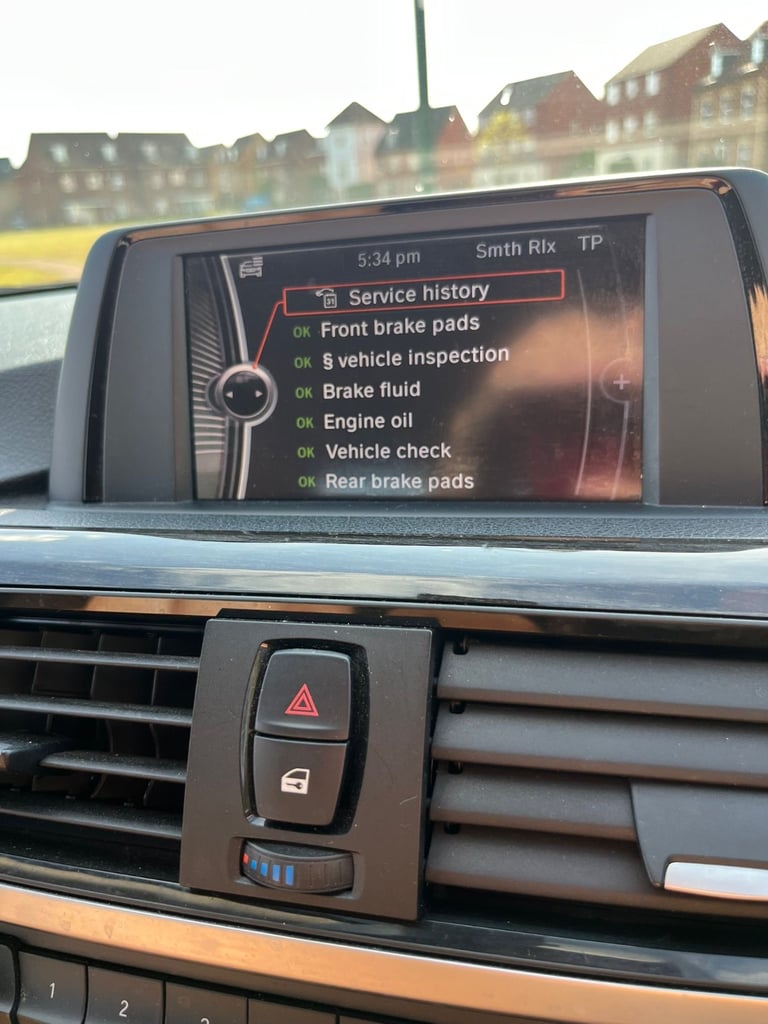 5:34 pm Smth Rlx TP
31 Service history
OK Front brake pads
OK § vehicle inspection
OK Brake fluid
OK Engine oil
OK Vehicle check
OK Rear brake pads
1 2